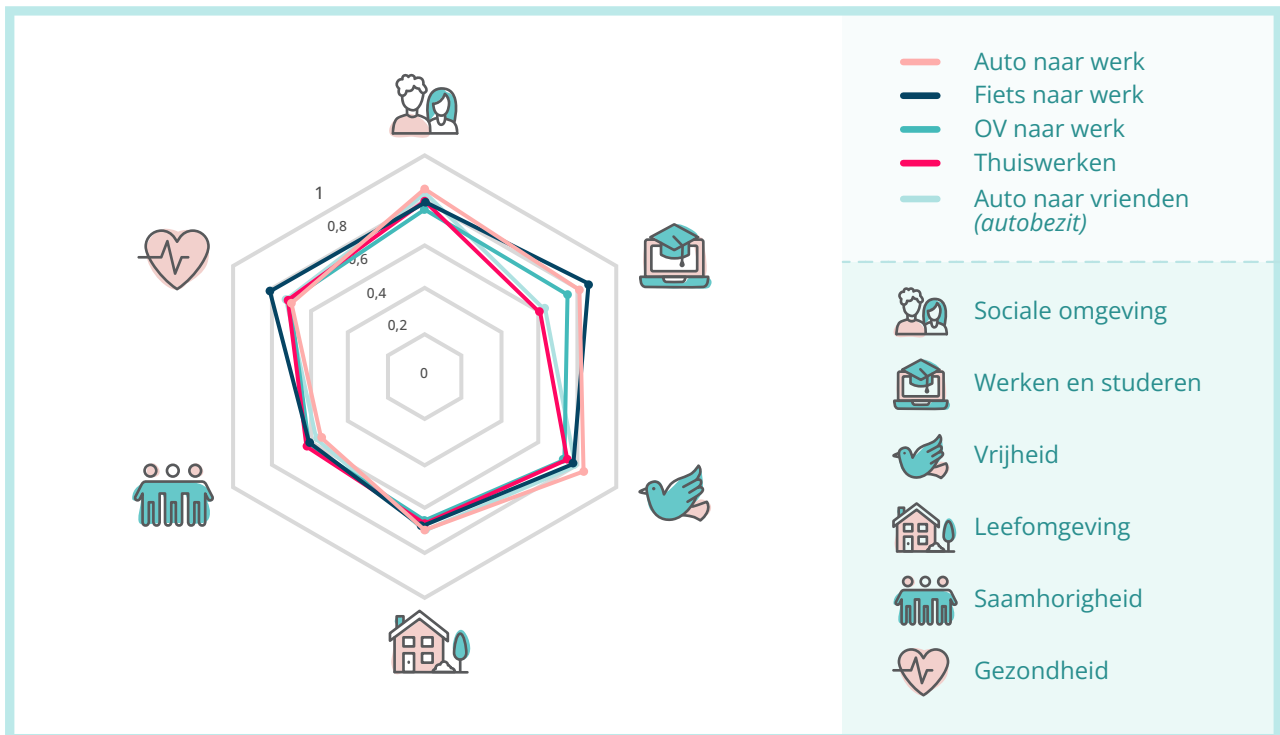 1
0,8
0,6
0,4
0,2
0
Auto naar werk
Fiets naar werk
OV naar werk
Thuiswerken
Auto naar vrienden
(autobezit)
Sociale omgeving
Werken en studeren
Vrijheid
Leefomgeving
Saamhorigheid
Gezondheid